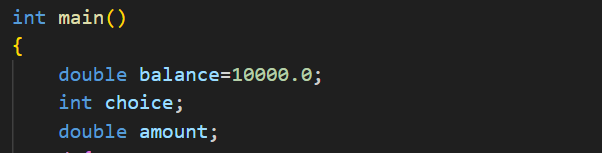 int main()
{
    double balance=10000.0;
    int choice;
    double amount;